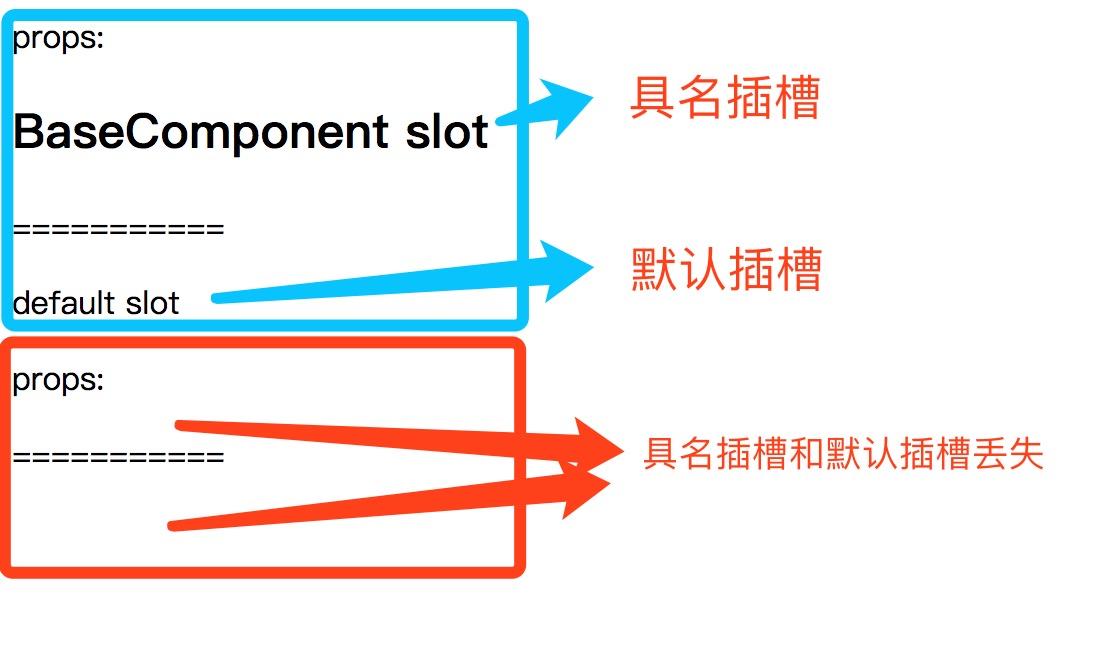 props:
BaseComponent slot
具名插槽
===========
默认插槽
default slot
props:
===========
具名插槽和默认插槽丢失